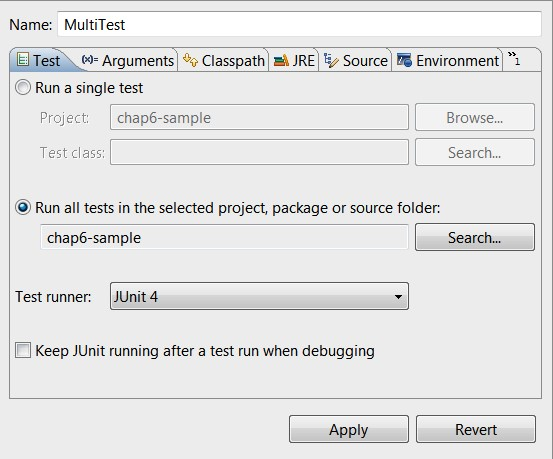 Name: MultiTest
Test (x)= Arguments Classpath JRE Source Environment »1
Run a single test
Project: chap6-sample Browse...
Test class: Search...
Run all tests in the selected project, package or source folder:
chap6-sample Search...
Test runner: JUnit 4
Keep JUnit running after a test run when debugging
Apply Revert